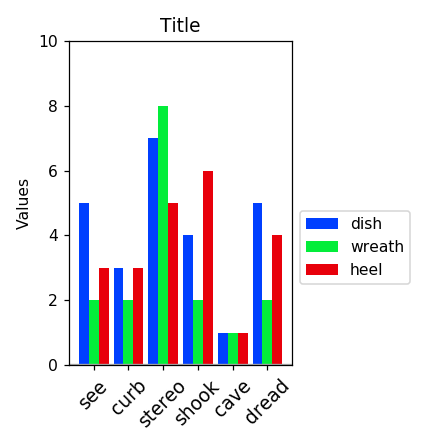 Title
Values
10
8
6
4
2
0
see
curb
stereo
shook
cave
dread
dish
wreath
heel